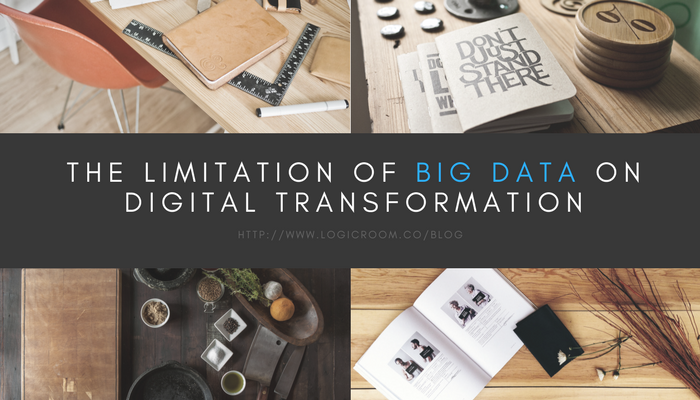 DON'T
JUST
STAND
THERE
THE LIMITATION OF BIG DATA ON
DIGITAL TRANSFORMATION
HTTP://WWW.LOGICROOM.CO/BLOG